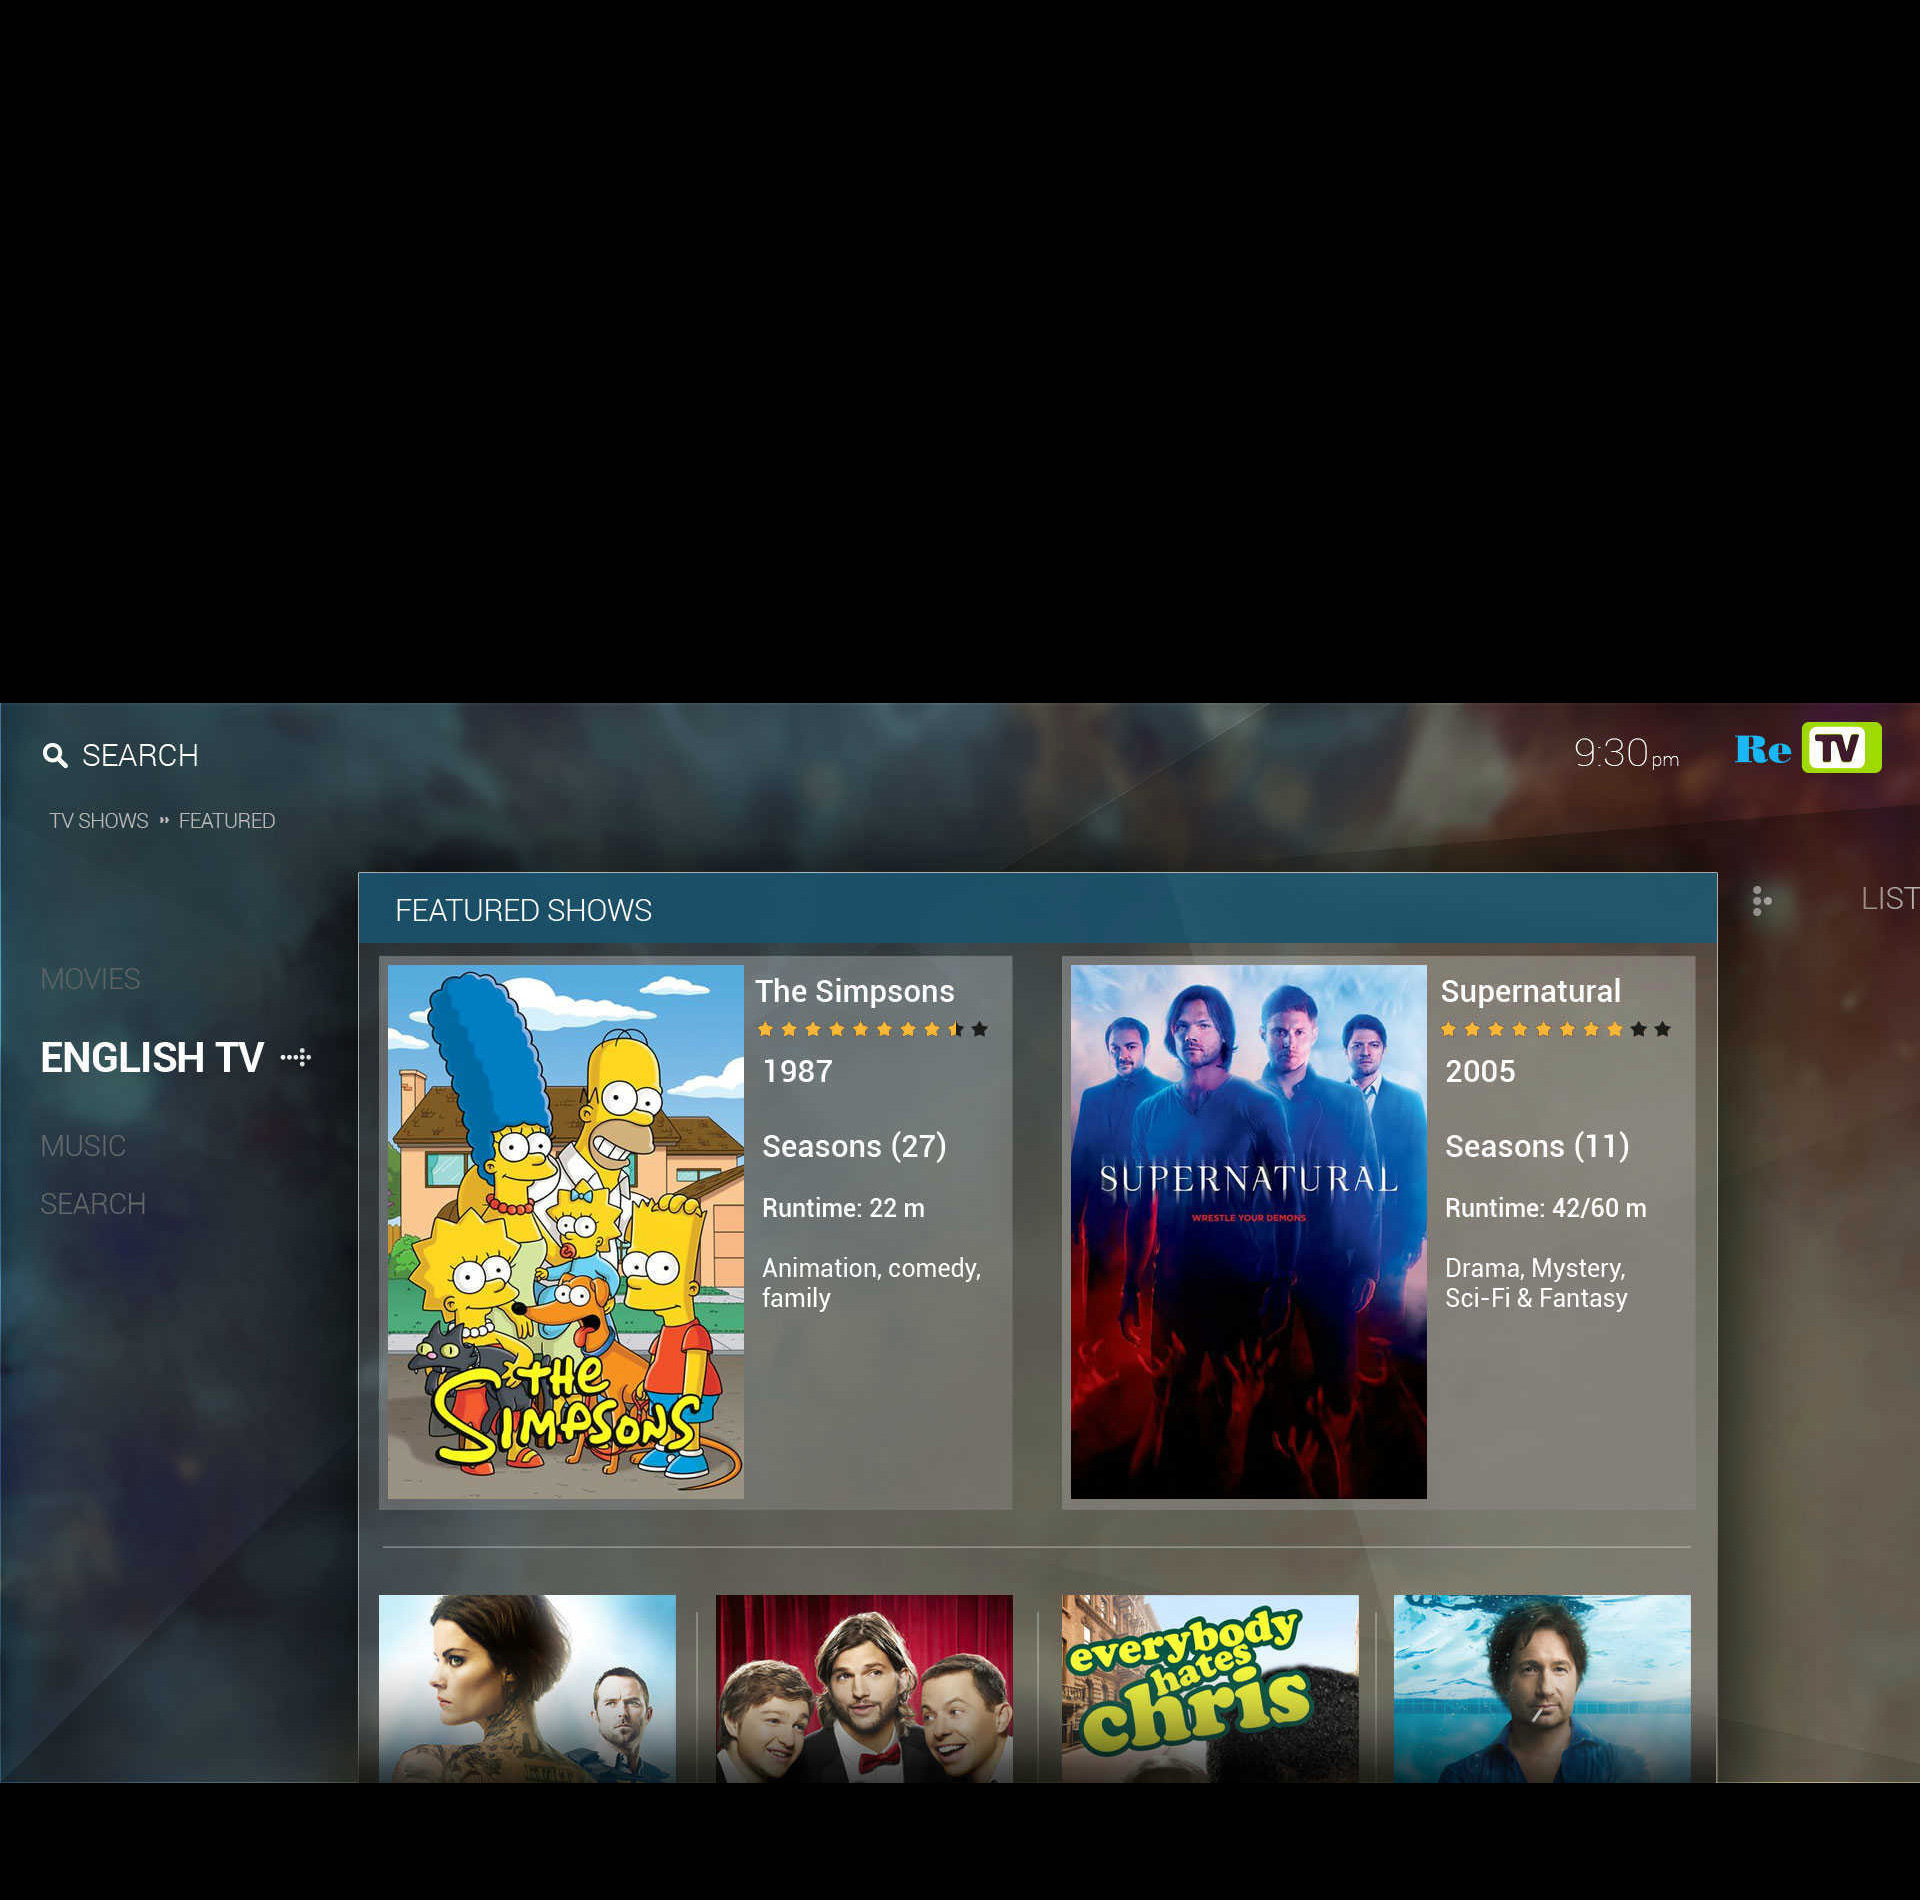 SEARCH
9:30 pm
Re TV
TV SHOWS FEATURED
FEATURED SHOWS
LIST
MOVIES
ENGLISH TV
MUSIC
SEARCH
The Simpsons
1987
Seasons (27)
Runtime: 22 m
Animation, comedy,
family
THE
SIMPSONS
Supernatural
2005
Seasons (11)
Runtime: 42/60 m
Drama, Mystery,
Sci-Fi & Fantasy
SUPERNATURAL
WRESTLE YOUR DEMONS
everybody
hates
chris